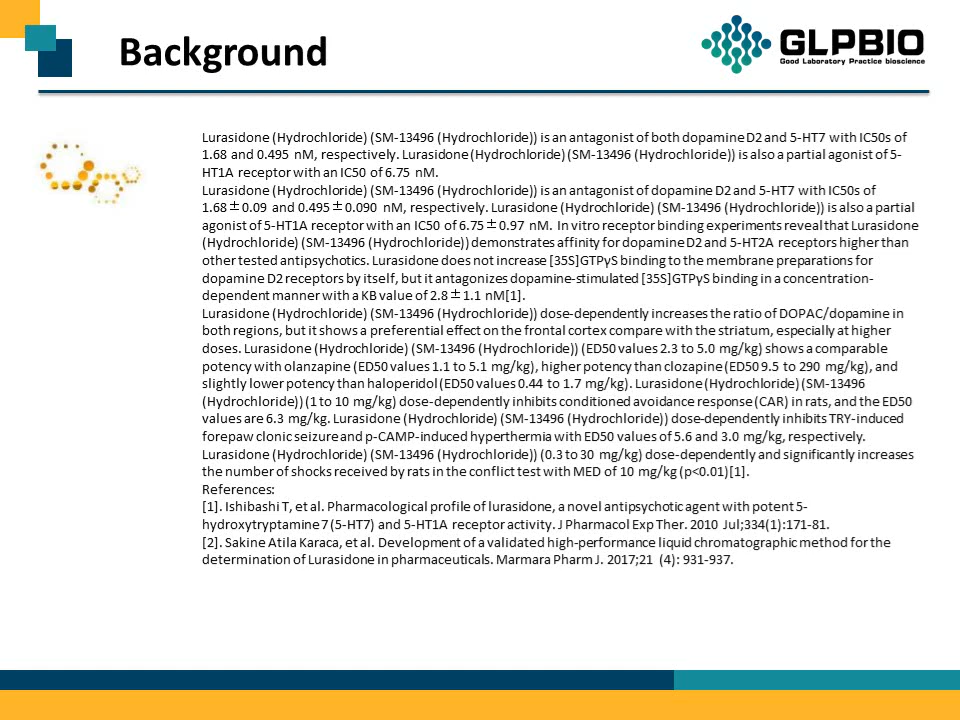 Background
GLPBIO
Good Laboratory Practice bioscience
Lurasidone (Hydrochloride) (SM-13496 (Hydrochloride)) is an antagonist of both dopamine D2 and 5-HT7 with IC50s of
1.68 and 0.495 nM, respectively. Lurasidone (Hydrochloride) (SM-13496 (Hydrochloride)) is also a partial agonist of 5-
HT1A receptor with an IC50 of 6.75 nM.
Lurasidone (Hydrochloride) (SM-13496 (Hydrochloride)) is an antagonist of dopamine D2 and 5-HT7 with IC50s of
1.68±0.09 and 0.495±0.090 nM, respectively. Lurasidone (Hydrochloride) (SM-13496 (Hydrochloride)) is also a partial
agonist of 5-HT1A receptor with an IC50 of 6.75±0.97 nM. In vitro receptor binding experiments reveal that Lurasidone
(Hydrochloride) (SM-13496 (Hydrochloride)) demonstrates affinity for dopamine D2 and 5-HT2A receptors higher than
other tested antipsychotics. Lurasidone does not increase [35S]GTPγS binding to the membrane preparations for
dopamine D2 receptors by itself, but it antagonizes dopamine-stimulated [35S]GTPγS binding in a concentration-
dependent manner with a KB value of 2.8±1.1 nM[1].
Lurasidone (Hydrochloride) (SM-13496 (Hydrochloride)) dose-dependently increases the ratio of DOPAC/dopamine in
both regions, but it shows a preferential effect on the frontal cortex compare with the striatum, especially at higher
doses. Lurasidone (Hydrochloride) (SM-13496 (Hydrochloride)) (ED50 values 2.3 to 5.0 mg/kg) shows a comparable
potency with olanzapine (ED50 values 1.1 to 5.1 mg/kg), higher potency than clozapine (ED50 9.5 to 290 mg/kg), and
slightly lower potency than haloperidol (ED50 values 0.44 to 1.7 mg/kg). Lurasidone (Hydrochloride) (SM-13496
(Hydrochloride)) (1 to 10 mg/kg) dose-dependently inhibits conditioned avoidance response (CAR) in rats, and the ED50
values are 6.3 mg/kg. Lurasidone (Hydrochloride) (SM-13496 (Hydrochloride)) dose-dependently inhibits TRY-induced
forepaw clonic seizure and p-CAMP-induced hyperthermia with ED50 values of 5.6 and 3.0 mg/kg, respectively.
Lurasidone (Hydrochloride) (SM-13496 (Hydrochloride)) (0.3 to 30 mg/kg) dose-dependently and significantly increases
the number of shocks received by rats in the conflict test with MED of 10 mg/kg (p<0.01)[1].
References:
[1]. Ishibashi T, et al. Pharmacological profile of lurasidone, a novel antipsychotic agent with potent 5-
hydroxytryptamine 7 (5-HT7) and 5-HT1A receptor activity. J Pharmacol Exp Ther. 2010 Jul;334(1):171-81.
[2]. Sakine Atila Karaca, et al. Development of a validated high-performance liquid chromatographic method for the
determination of Lurasidone in pharmaceuticals. Marmara Pharm J. 2017;21 (4): 931-937.